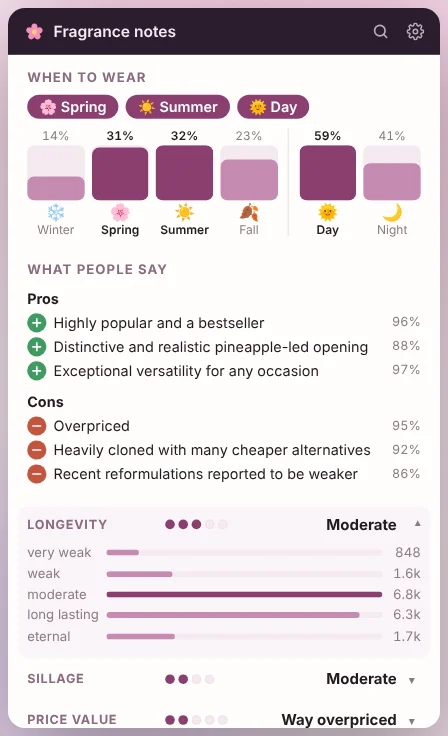 Fragrance notes
WHEN TO WEAR
Spring Summer Day
14% 31% 32% 23% 59% 41%
Winter Spring Summer Fall Day Night
WHAT PEOPLE SAY
Pros
Highly popular and a bestseller 96%
Distinctive and realistic pineapple-led opening 88%
Exceptional versatility for any occasion 97%
Cons
Overpriced 95%
Heavily cloned with many cheaper alternatives 92%
Recent reformulations reported to be weaker 86%
LONGEVITY Moderate
very weak 848
weak 1.6k
moderate 6.8k
long lasting 6.3k
eternal 1.7k
SILLAGE Moderate
PRICE VALUE Way overpriced